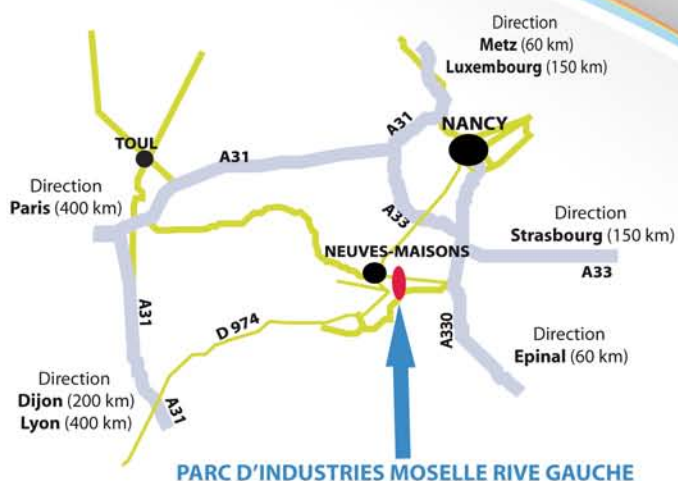 Direction
Metz (60 km)
Luxembourg (150 km)
A31
NANCY
TOUL
A31
Direction
Paris (400 km)
A33
Direction
Strasbourg (150 km)
A33
NEUVES-MAISONS
A31
D 974
A330
Direction
Epinal (60 km)
Direction
Dijon (200 km)
Lyon (400 km)
A31
PARC D'INDUSTRIES MOSELLE RIVE GAUCHE